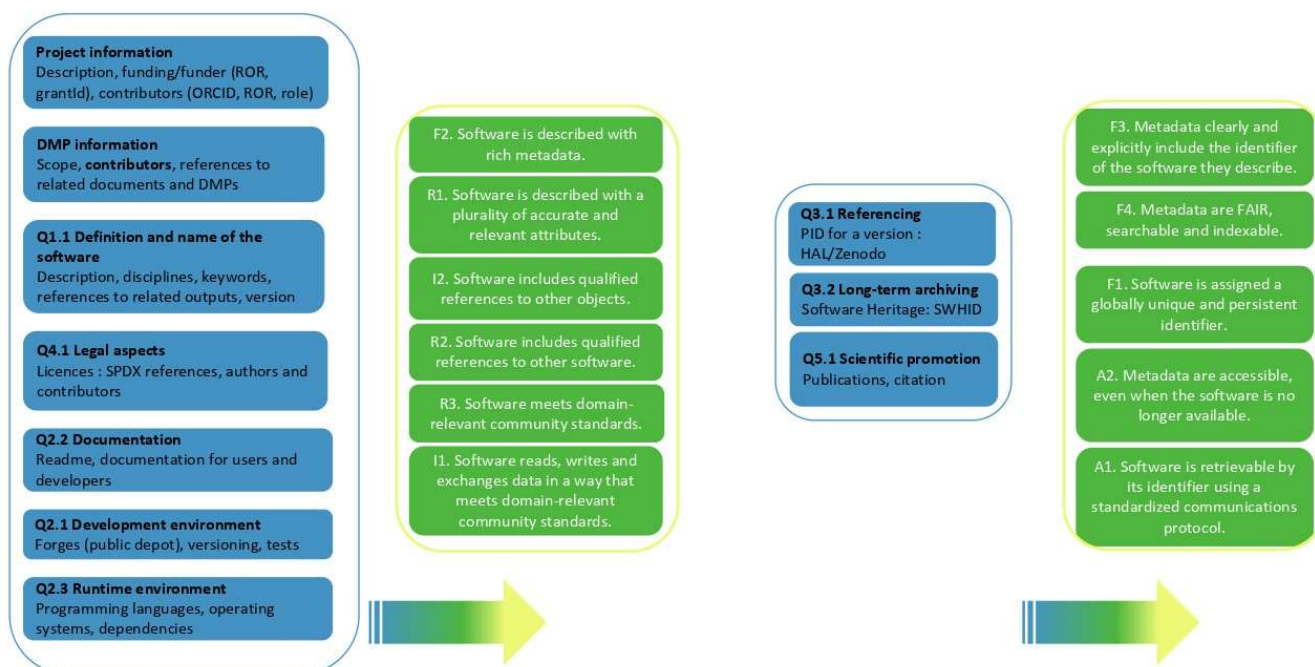 Project information
Description, funding/funder (ROR,
grantId), contributors (ORCID, ROR, role)
DMP information
Scope, contributors, references to
related documents and DMPs
Q1.1 Definition and name of the
software
Description, disciplines, keywords,
references to related outputs, version
Q4.1 Legal aspects
Licences : SPDX references, authors and
contributors
Q2.2 Documentation
Readme, documentation for users and
developers
Q2.1 Development environment
Forges (public depot), versioning, tests
Q2.3 Runtime environment
Programming languages, operating
systems, dependencies
F2. Software is described with
rich metadata.
R1. Software is described with a
plurality of accurate and
relevant attributes.
I2. Software includes qualified
references to other objects.
R2. Software includes qualified
references to other software.
R3. Software meets domain-
relevant community standards.
I1. Software reads, writes and
exchanges data in a way that
meets domain-relevant
community standards.
Q3.1 Referencing
PID for a version :
HAL/Zenodo
Q3.2 Long-term archiving
Software Heritage: SWHID
Q5.1 Scientific promotion
Publications, citation
F3. Metadata clearly and
explicitly include the identifier
of the software they describe.
F4. Metadata are FAIR,
searchable and indexable.
F1. Software is assigned a
globally unique and persistent
identifier.
A2. Metadata are accessible,
even when the software is no
longer available.
A1. Software is retrievable by
its identifier using a
standardized communications
protocol.